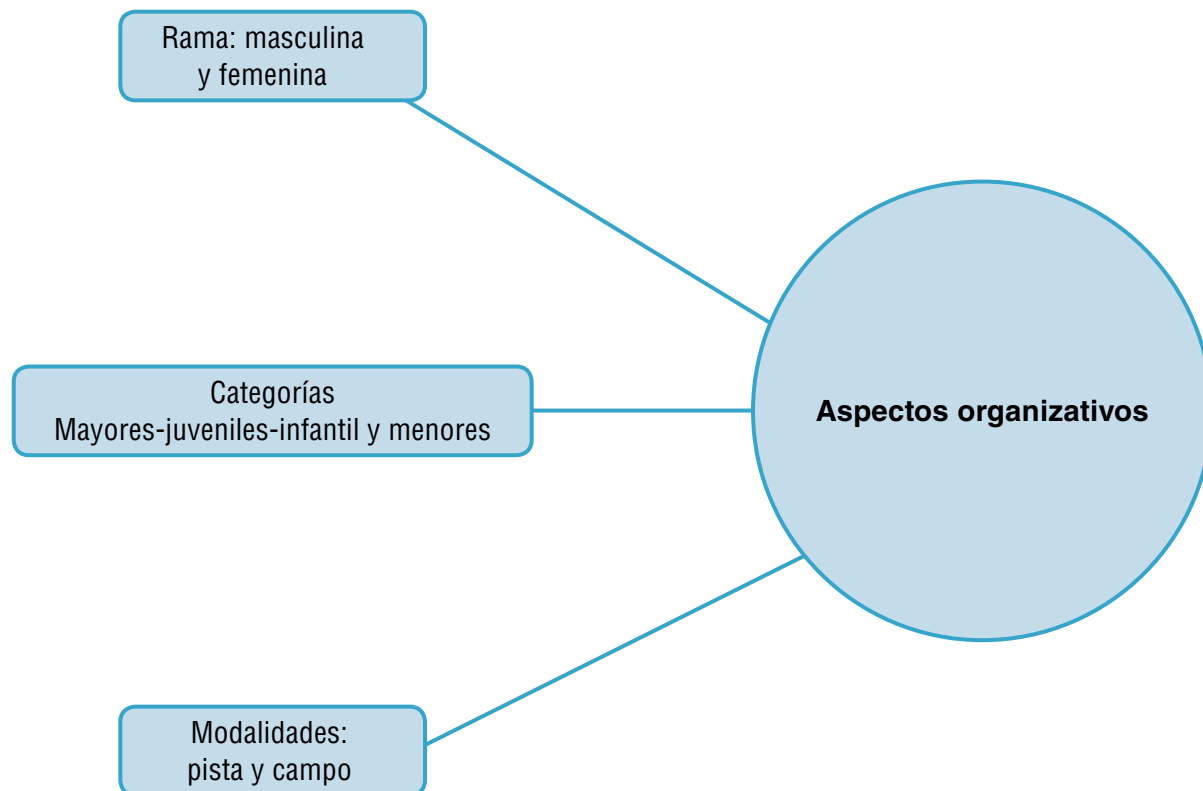 Rama: masculina
y femenina
Categorías
Mayores-juveniles-infantil y menores
Aspectos organizativos
Modalidades:
pista y campo